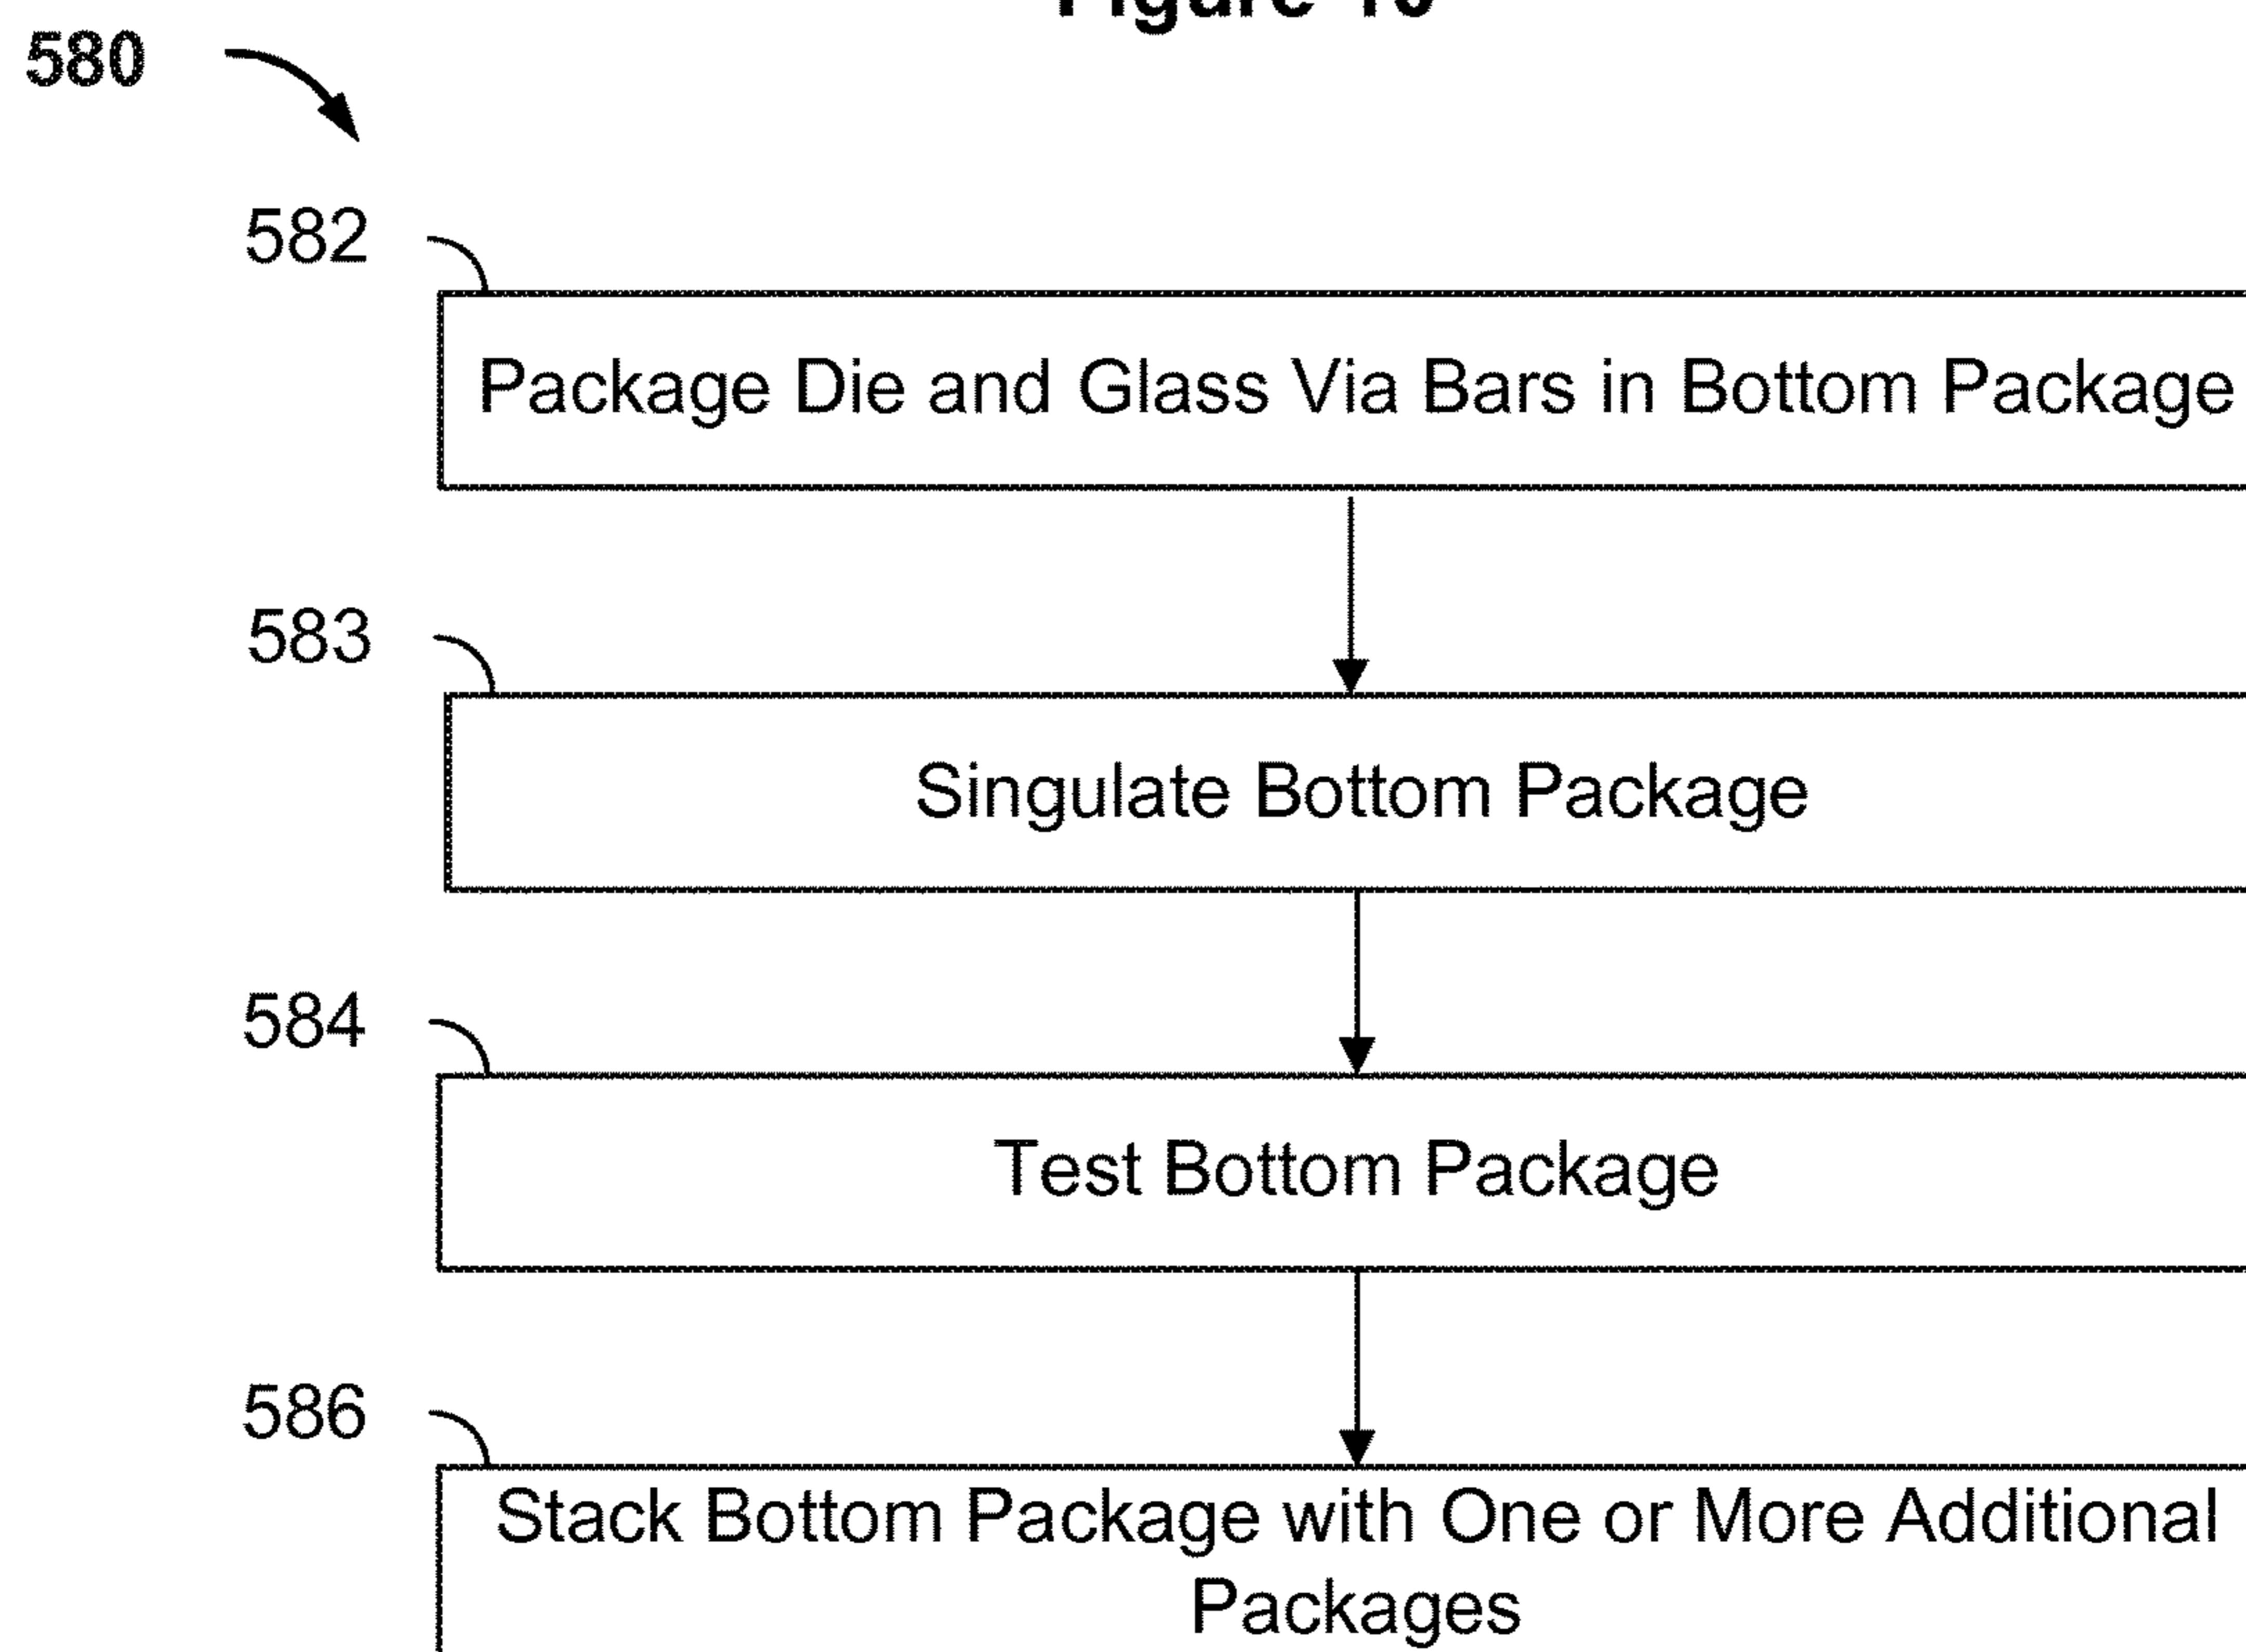 580
582
Package Die and Glass Via Bars in Bottom Package
583
Singulate Bottom Package
584
Test Bottom Package
586
Stack Bottom Package with One or More Additional
Packages